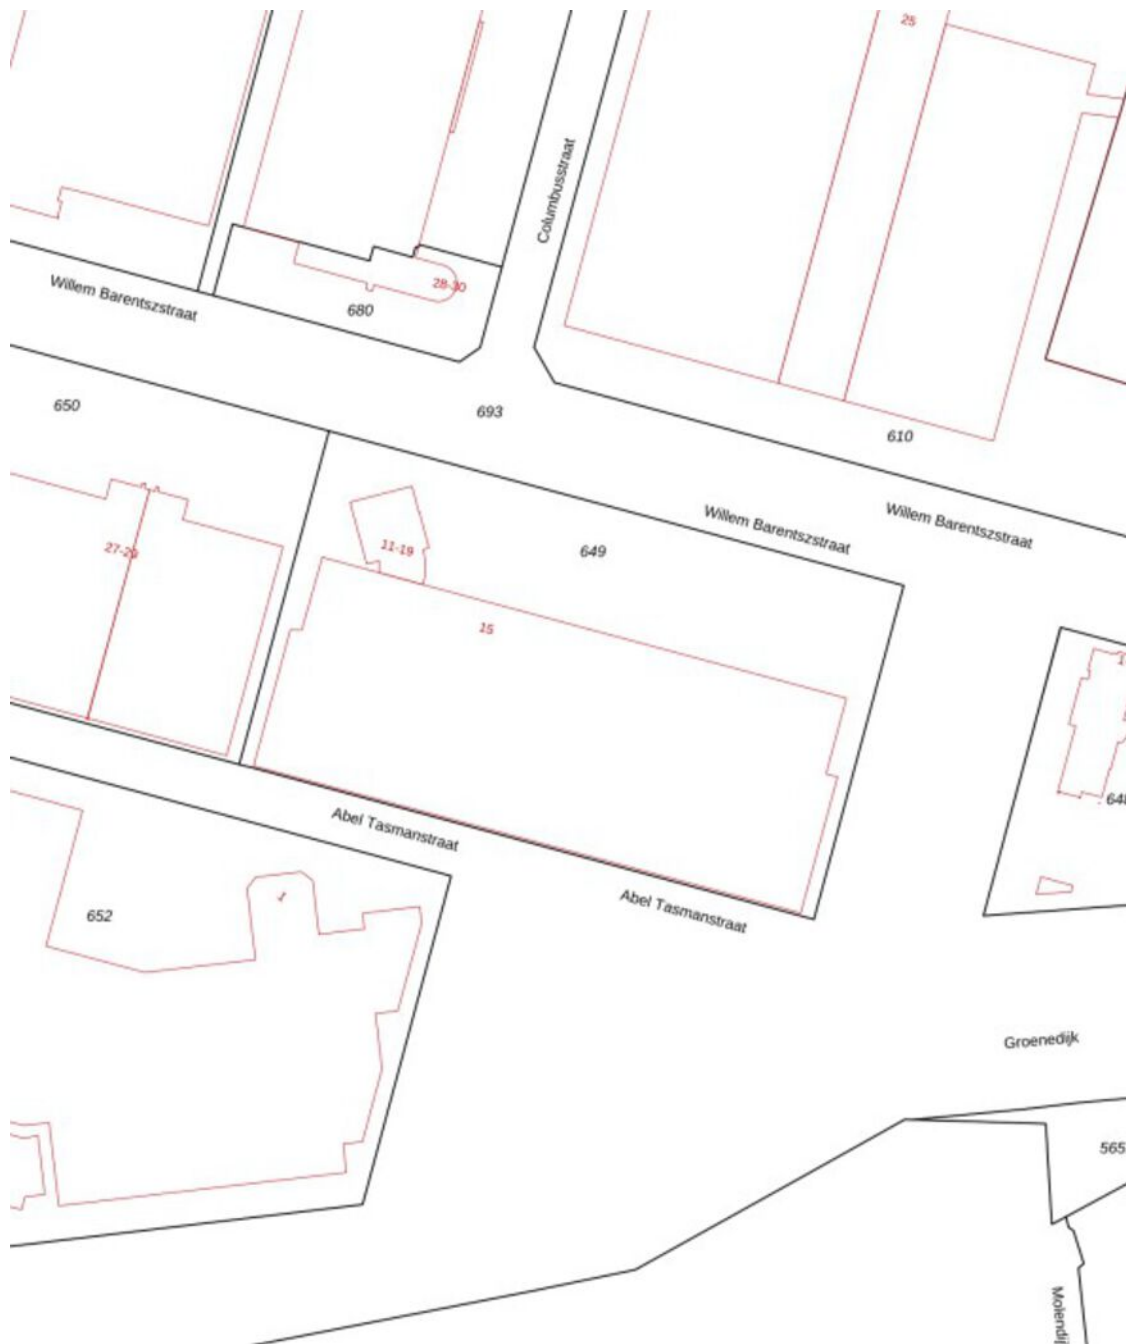 25
Columbusstraat
Willem Barentszstraat
28-30
680
650
693
610
Willem Barentszstraat
Willem Barentszstraat
27-29
11-19
649
15
Abel Tasmanstraat
652
1
Abel Tasmanstraat
Groenedijk
565